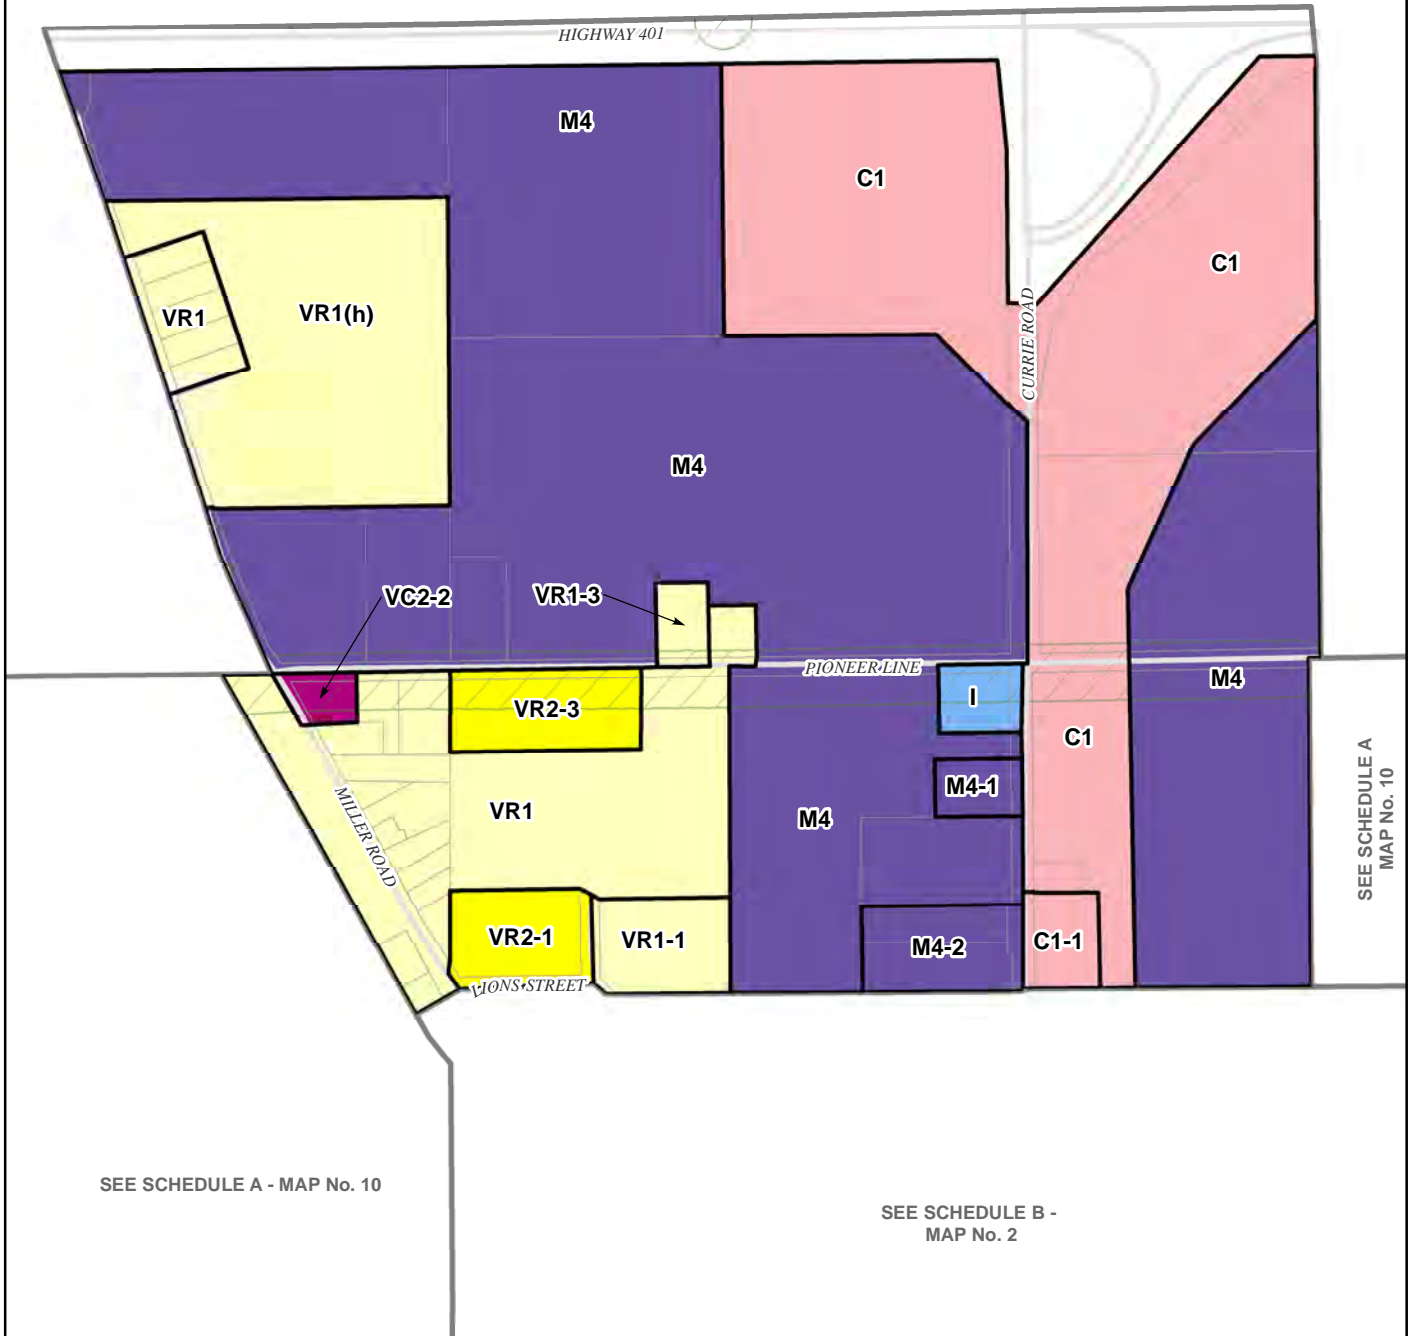 HIGHWAY 401
M4
C1
C1
VR1
VR1(h)
CURRIE ROAD
M4
VC2-2
VR1-3
PIONEER LINE
M4
I
VR2-3
C1
M4-1
VR1
M4
MILLER ROAD
SEE SCHEDULE A
MAP No. 10
VR2-1
VR1-1
M4-2
C1-1
LIONS STREET
SEE SCHEDULE A - MAP No. 10
SEE SCHEDULE B -
MAP No. 2